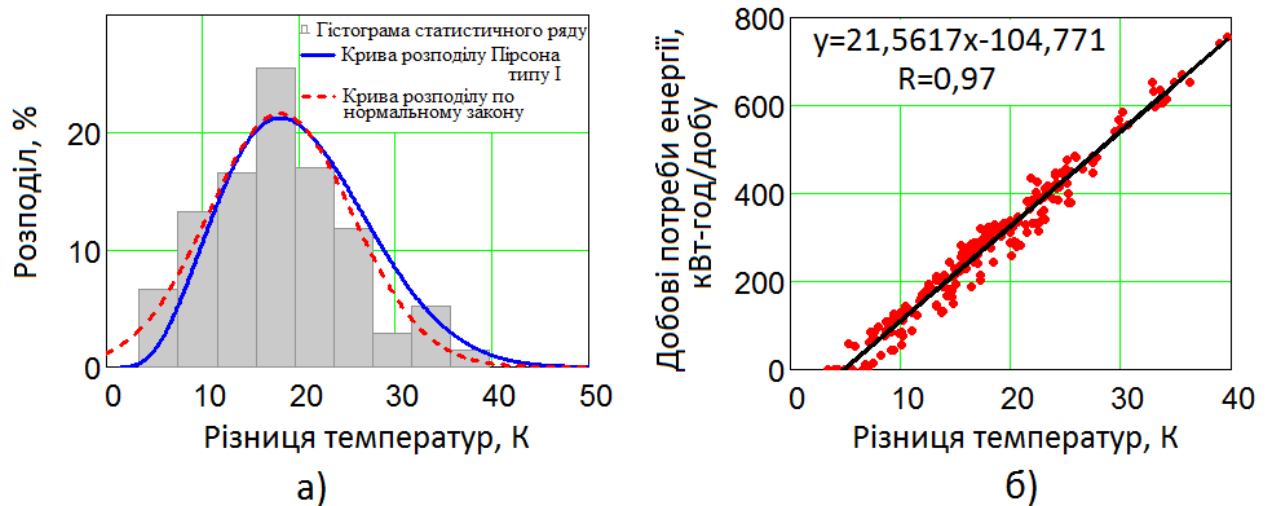 Гістограма статистичного ряду
Крива розподілу Пірсона
типу I
Крива розподілу по
нормальному закону
Розподіл, %
20
10
0
0 10 20 30 40 50
Різниця температур, К
а)
y=21,5617x-104,771
R=0,97
Добові потреби енергії,
кВт-год/добу
800
600
400
200
0
0 10 20 30 40
Різниця температур, К
б)